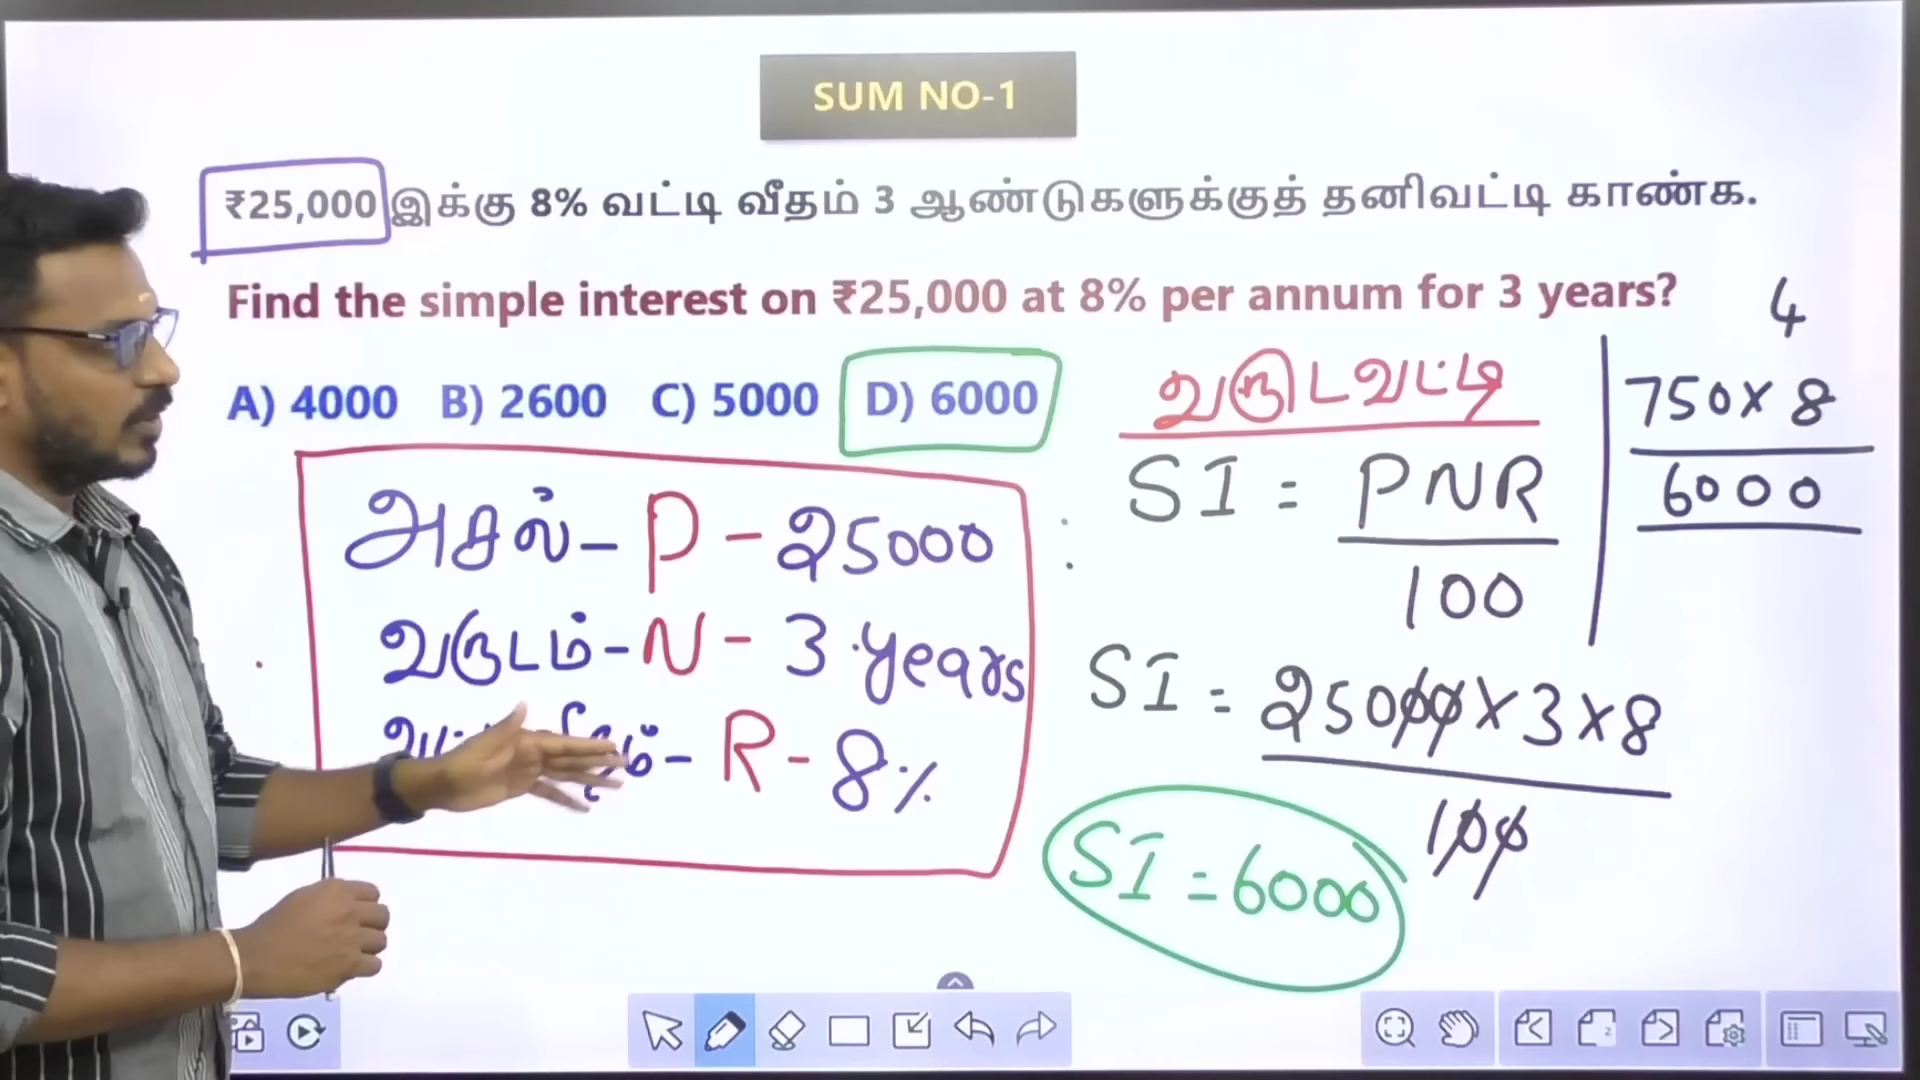 SUM NO-1
₹25,000 இக்கு 8% வட்டி வீதம் 3 ஆண்டுகளுக்குத் தனிவட்டி காண்க.
Find the simple interest on ₹25,000 at 8% per annum for 3 years?
A) 4000 B) 2600 C) 5000 D) 6000
அசல் - P - 25000
வருடம் - N - 3 years
R - 8%
வருடவட்டி
SI = PNR
100
SI = 25000 x 3 x 8
100
SI = 6000
4
750 x 8
6000